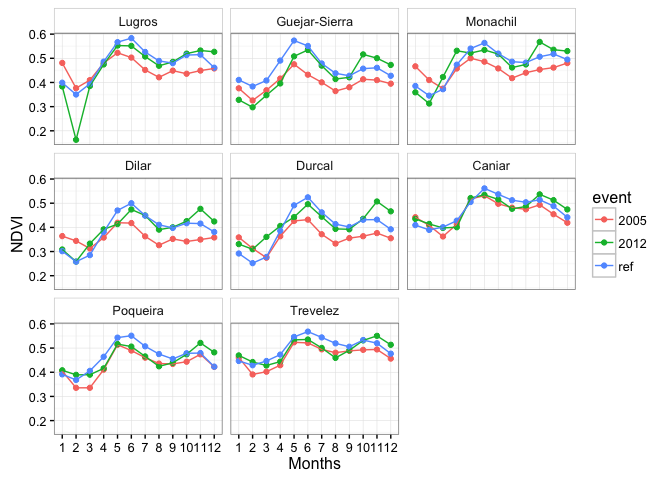 Lugros Guejar-Sierra Monachil
0.6
0.5
0.4
0.3
0.2
Dilar Durcal Caniar
0.6
0.5
0.4
0.3
0.2
NDVI
event
2005
2012
ref
Poqueira Trevelez
0.6
0.5
0.4
0.3
0.2
1 2 3 4 5 6 7 8 9 10 11 12 1 2 3 4 5 6 7 8 9 10 11 12
Months